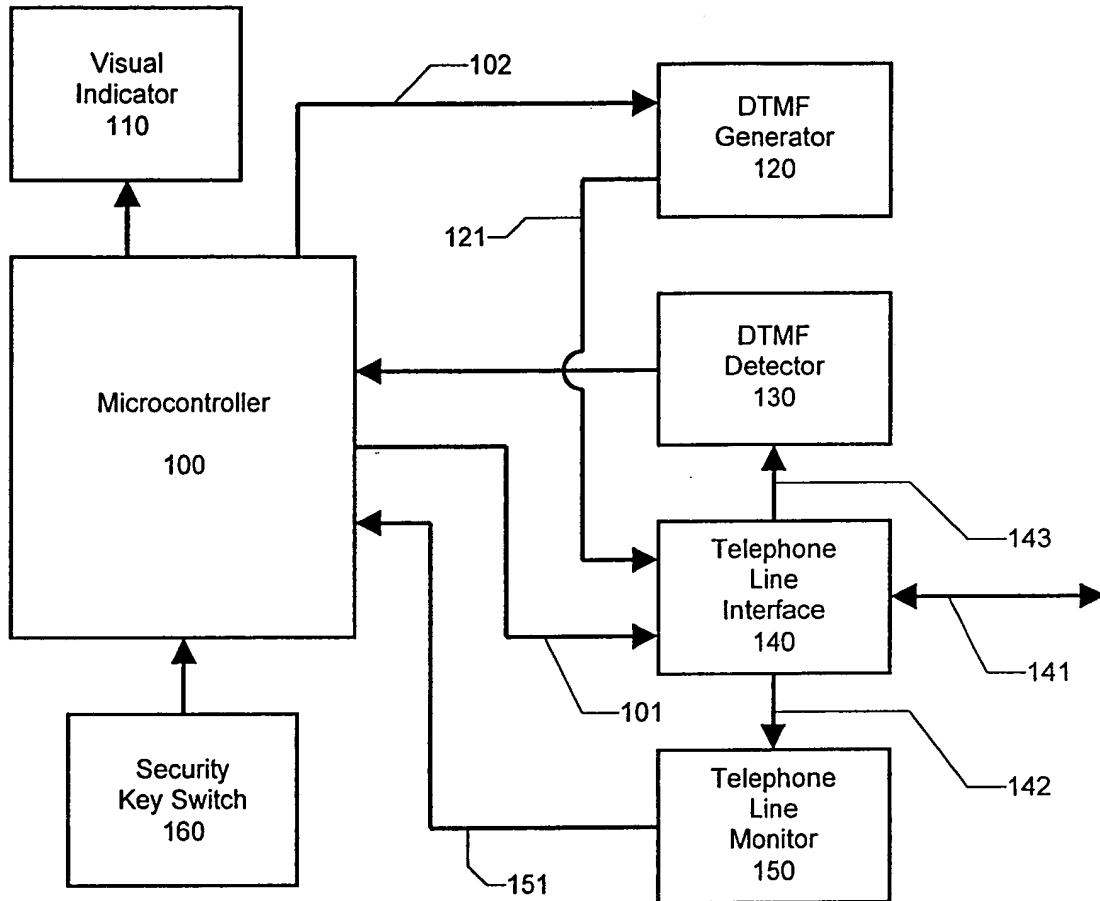 Visual
Indicator
110
102
DTMF
Generator
120
121
DTMF
Detector
130
Microcontroller
100
143
Telephone
Line
Interface
140
141
101
142
Security
Key Switch
160
Telephone
Line
Monitor
150
151